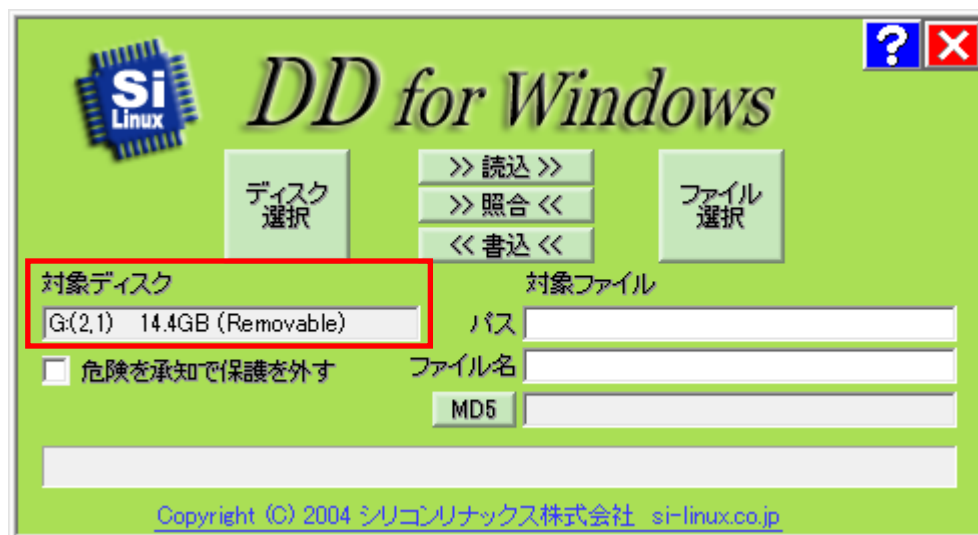 Si
Linux
DD for Windows
?
ディスク
選択
>> 読込 >>
>> 照合 <<
<< 書込 <<
ファイル
選択
対象ディスク
対象ファイル
G:(2,1) 14.4GB (Removable)
パス
危険を承知で保護を外す
ファイル名
MD5
Copyright (C) 2004 シリコンリナックス株式会社 si-linux.co.jp